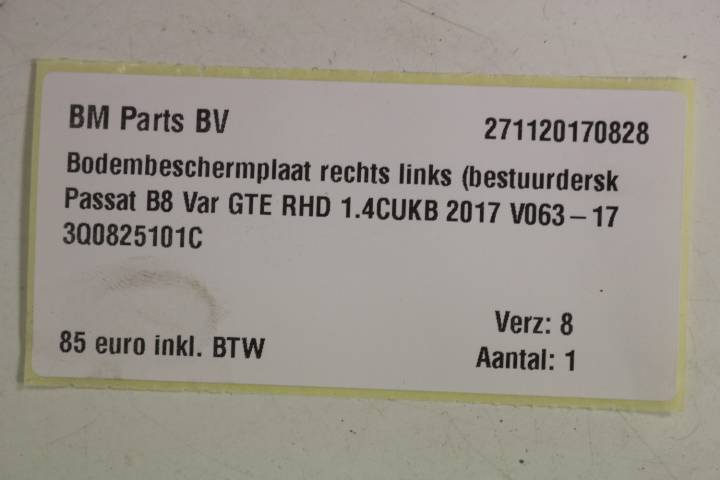 BM Parts BV 271120170828
Bodembeschermplaat rechts links (bestuurdersk
Passat B8 Var GTE RHD 1.4CUKB 2017 V063-17
3Q0825101C
Verz: 8
85 euro inkl. BTW Aantal: 1